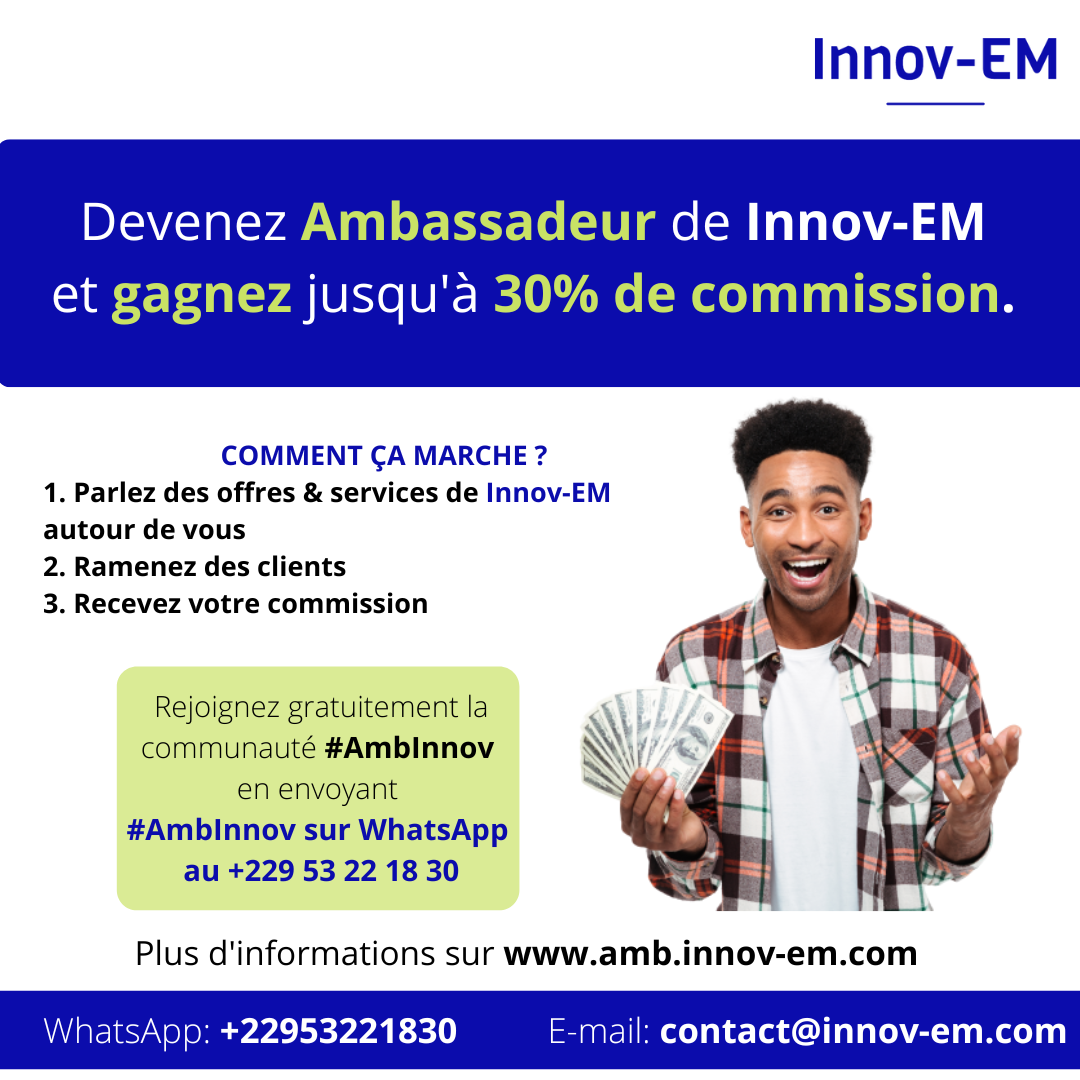 Innov-EM
Devenez Ambassadeur de Innov-EM
et gagnez jusqu'à 30% de commission.
COMMENT ÇA MARCHE ?
1. Parlez des offres & services de Innov-EM
autour de vous
2. Ramenez des clients
3. Recevez votre commission
Rejoignez gratuitement la
communauté #AmbInnov
en envoyant
#AmbInnov sur WhatsApp
au +229 53 22 18 30
Plus d'informations sur www.amb.innov-em.com
WhatsApp: +22953221830 E-mail: contact@innov-em.com